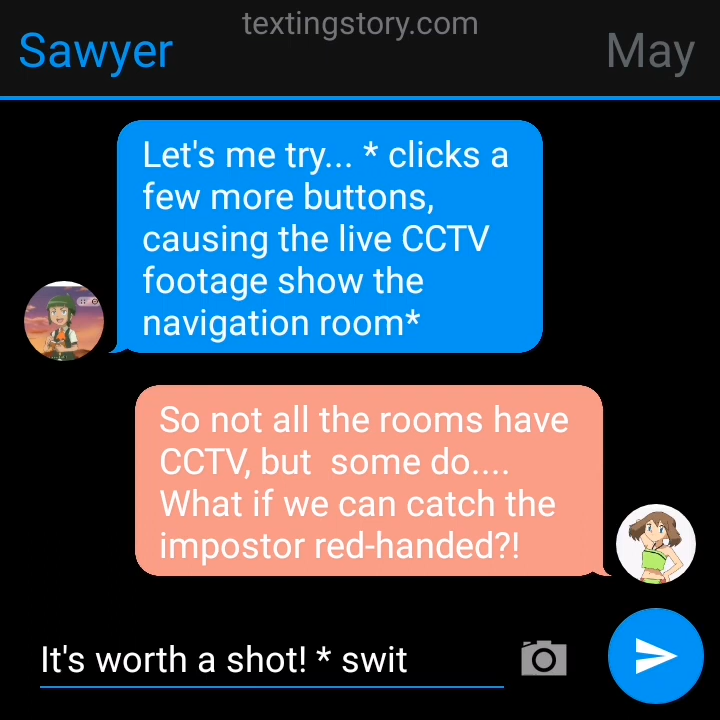 textingstory.com
Sawyer
May
Let's me try... * clicks a
few more buttons,
causing the live CCTV
footage show the
navigation room*
So not all the rooms have
CCTV, but  some do....
What if we can catch the
impostor red-handed?!
It's worth a shot! * swit